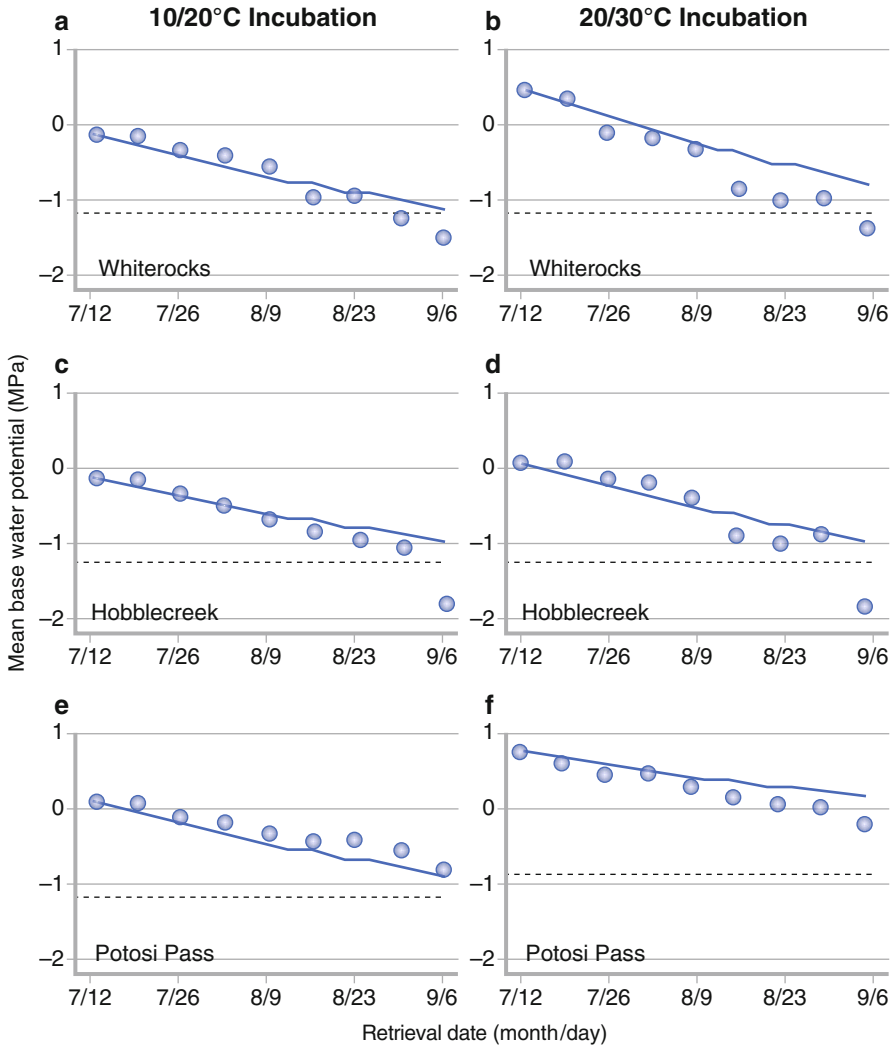 10/20°C Incubation
20/30°C Incubation
a
1
0
–1
–2
Whiterocks
7/12 7/26 8/9 8/23 9/6
b
1
0
–1
–2
Whiterocks
7/12 7/26 8/9 8/23 9/6
Mean base water potential (MPa)
c
1
0
–1
–2
Hobblecreek
7/12 7/26 8/9 8/23 9/6
d
1
0
–1
–2
Hobblecreek
7/12 7/26 8/9 8/23 9/6
e
1
0
–1
–2
Potosi Pass
7/12 7/26 8/9 8/23 9/6
f
1
0
–1
–2
Potosi Pass
7/12 7/26 8/9 8/23 9/6
Retrieval date (month/day)